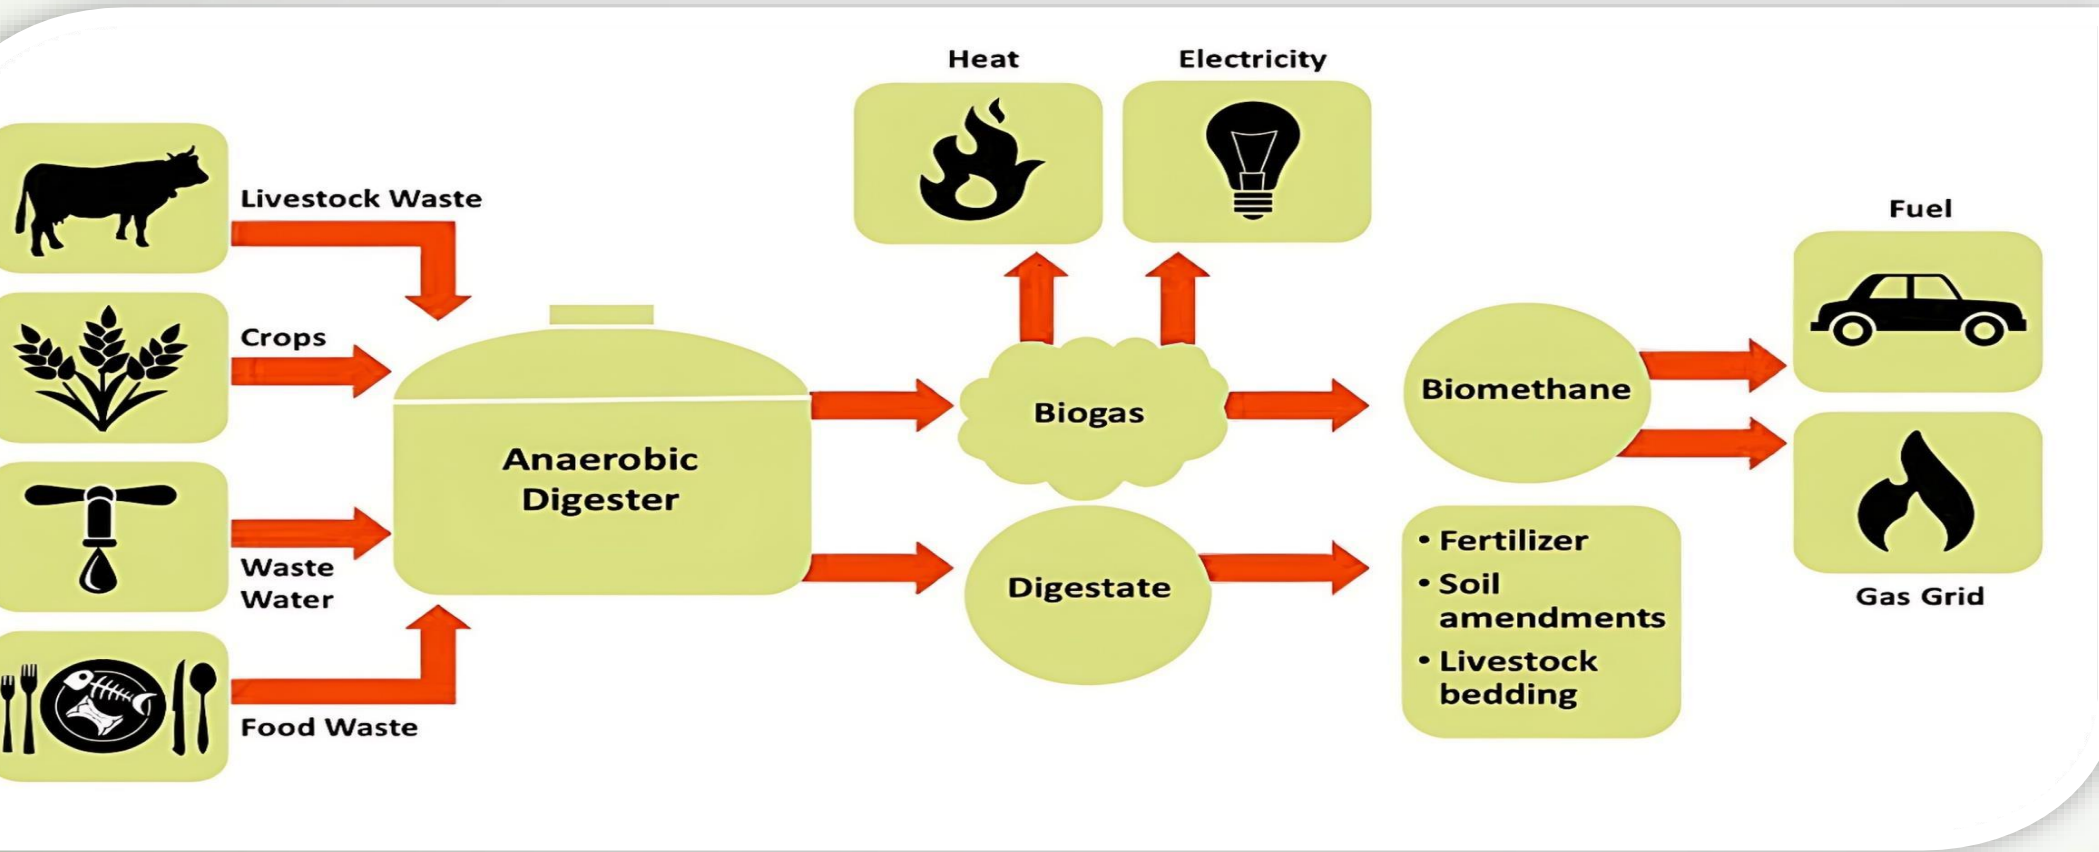 Heat
Electricity
Livestock Waste
Fuel
Crops
Biogas
Biomethane
Anaerobic
Digester
Waste
Water
Digestate
• Fertilizer
• Soil
amendments
• Livestock
bedding
Gas Grid
Food Waste